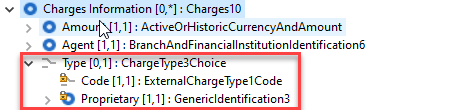 Charges Information [0,*] : Charges10
Amount [1,1] : ActiveOrHistoricCurrencyAndAmount
Agent [1,1] : BranchAndFinancialInstitutionIdentification6
Type [0,1] : ChargeType3Choice
Code [1,1] : ExternalChargeType1Code
Proprietary [1,1] : GenericIdentification3